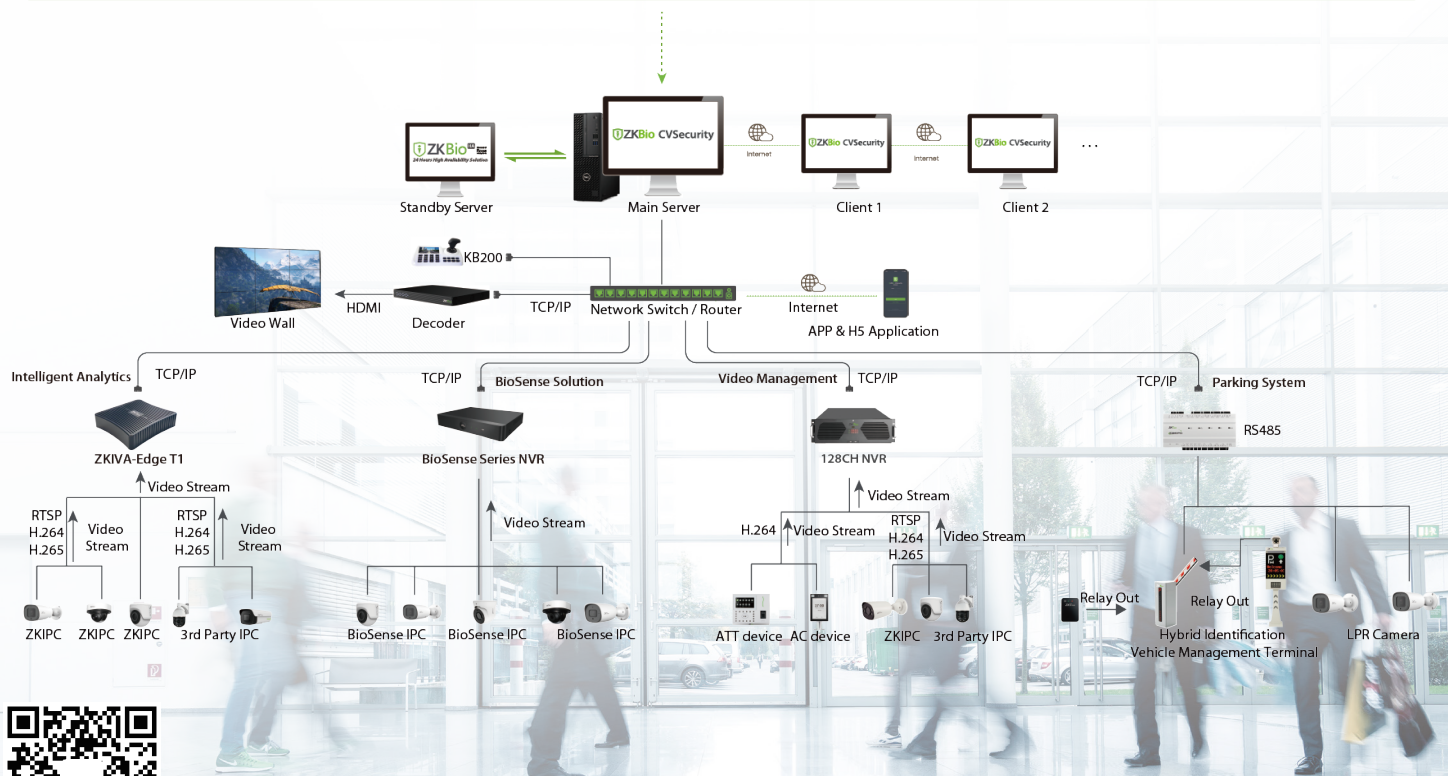 ZKBio
24 Hours High Availability Solution
ZKBio CVSecurity
Internet
ZKBio CVSecurity
Internet
ZKBio CVSecurity
...
Standby Server
Main Server
Client 1
Client 2
KB200
HDMI
TCP/IP
Video Wall
Decoder
Network Switch / Router
Internet
APP & H5 Application
Intelligent Analytics
TCP/IP
TCP/IP
BioSense Solution
Video Management
TCP/IP
TCP/IP
Parking System
RS485
ZKIVA-Edge T1
BioSense Series NVR
128CH NVR
Video Stream
RTSP
H.264
H.265
Video
Stream
RTSP
H.264
H.265
Video
Stream
Video Stream
Video Stream
H.264
Video Stream
RTSP
H.264
H.265
Video Stream
Relay Out
Relay Out
ZKIPC
ZKIPC
ZKIPC
3rd Party IPC
BioSense IPC
BioSense IPC
BioSense IPC
ATT device
AC device
ZKIPC
3rd Party IPC
Hybrid Identification
Vehicle Management Terminal
LPR Camera